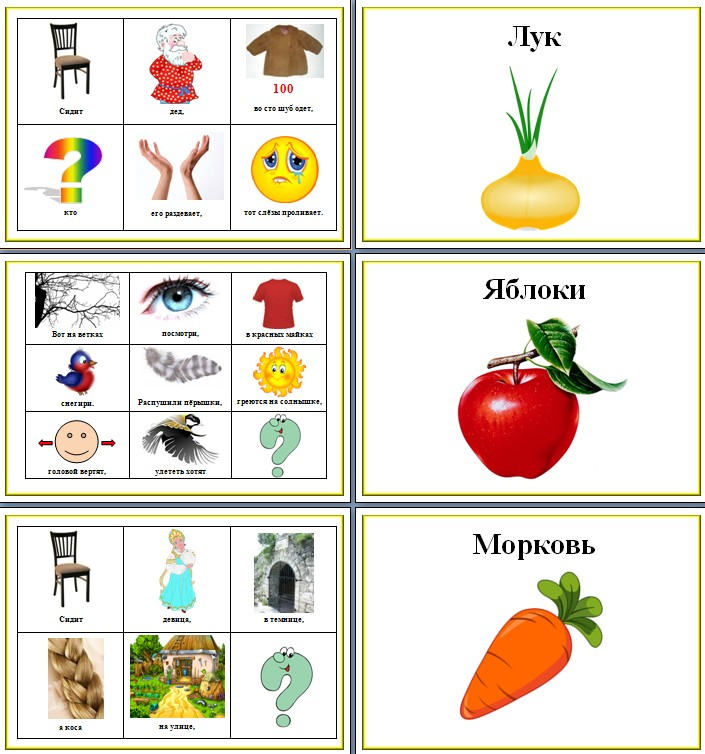 100
Сидит
дед,
во сто шуб одет,
кто
его раздевает,
тот слёзы проливает.
Лук
Вот на ветках
посмотри,
в красных майках
снегири.
Распушили пёрышки,
греются на солнышке,
головой вертят,
улететь хотят
Яблоки
Сидит
девица,
в темнице,
а коса
на улице,
Морковь